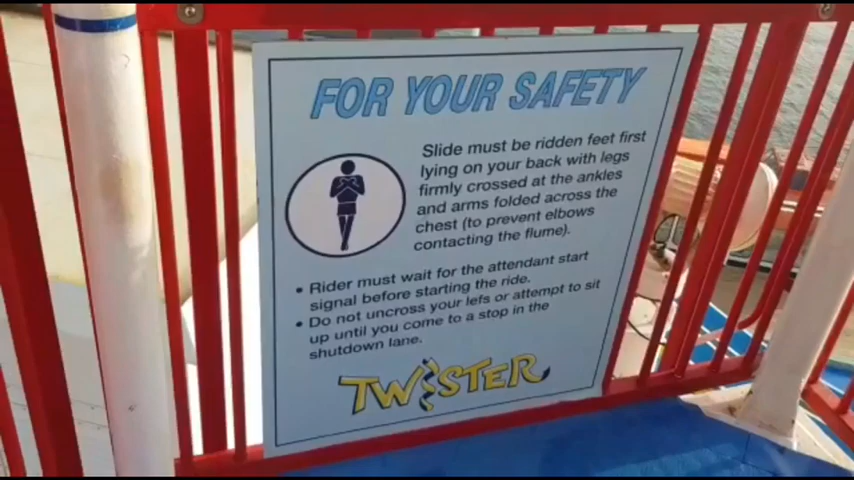 FOR YOUR SAFETY
Slide must be ridden feet first
lying on your back with legs
firmly crossed at the ankles
and arms folded across the
chest (to prevent elbows
contacting the flume).
• Rider must wait for the attendant start
signal before starting the ride.
• Do not uncross your lefs or attempt to sit
up until you come to a stop in the
shutdown lane.
TWISTER